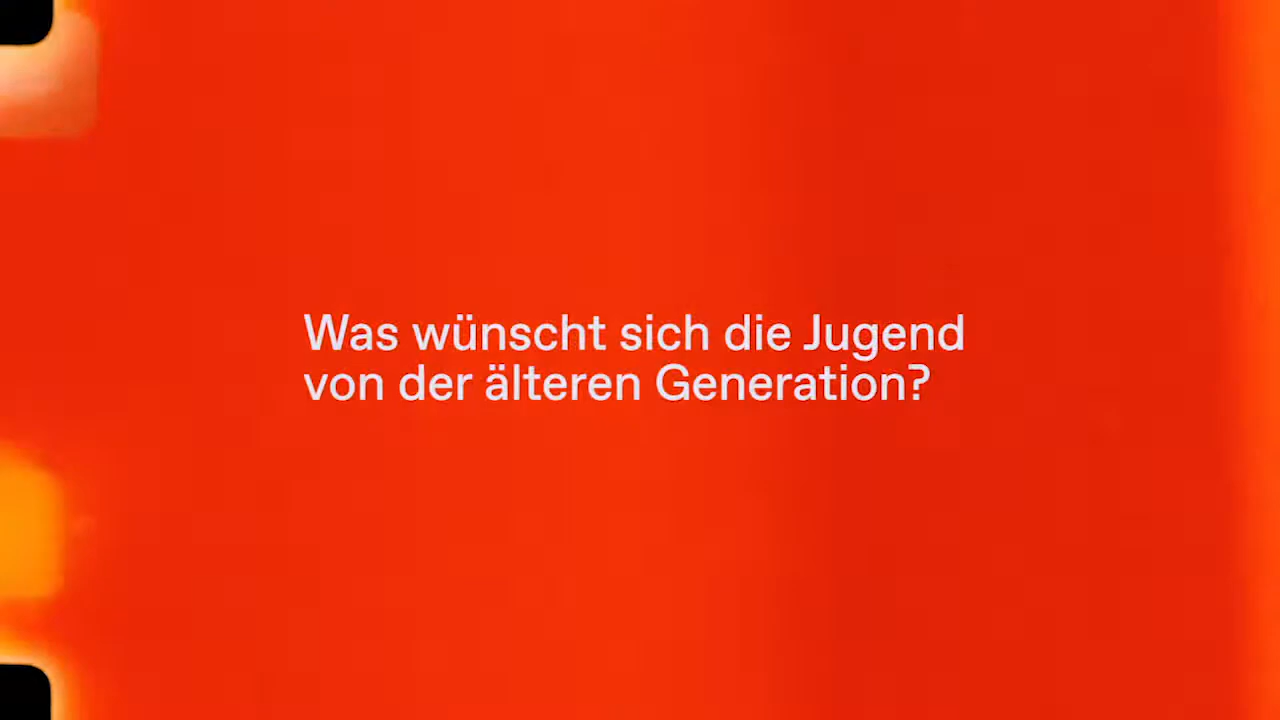 Was wünscht sich die Jugend
von der älteren Generation?